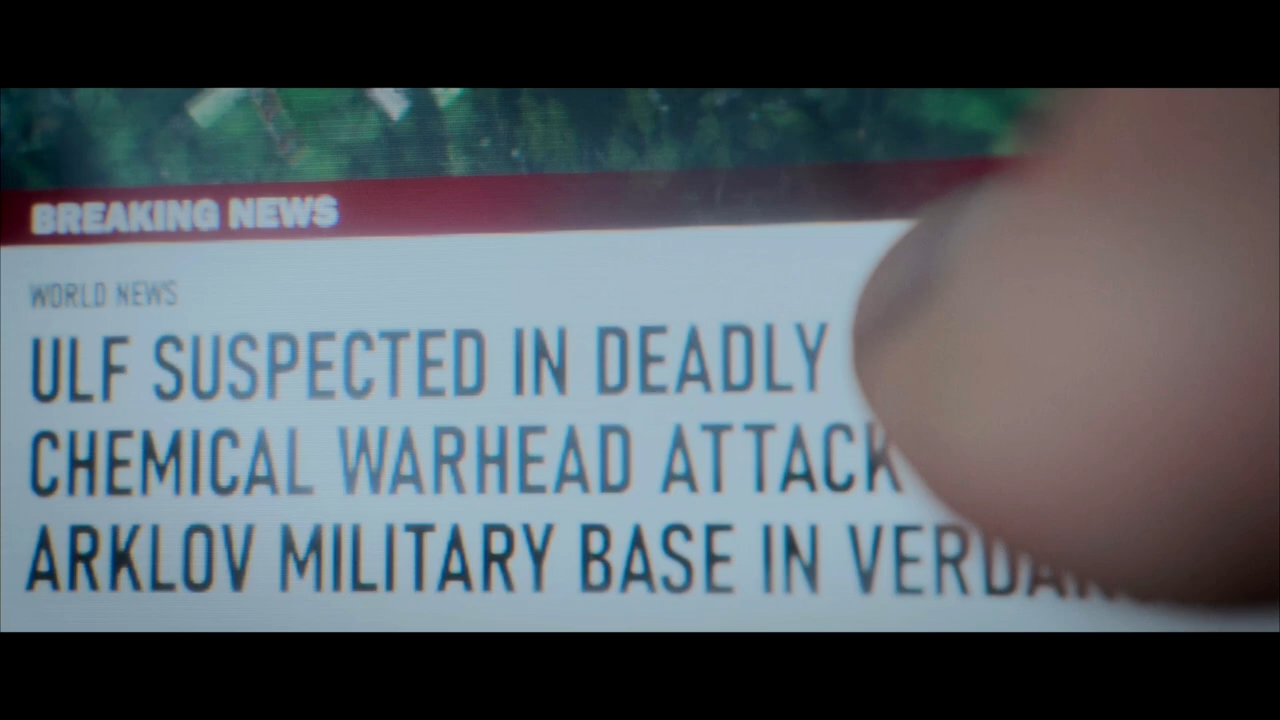 BREAKING NEWS
WORLD NEWS
ULF SUSPECTED IN DEADLY
CHEMICAL WARHEAD ATTACK
ARKLOV MILITARY BASE IN